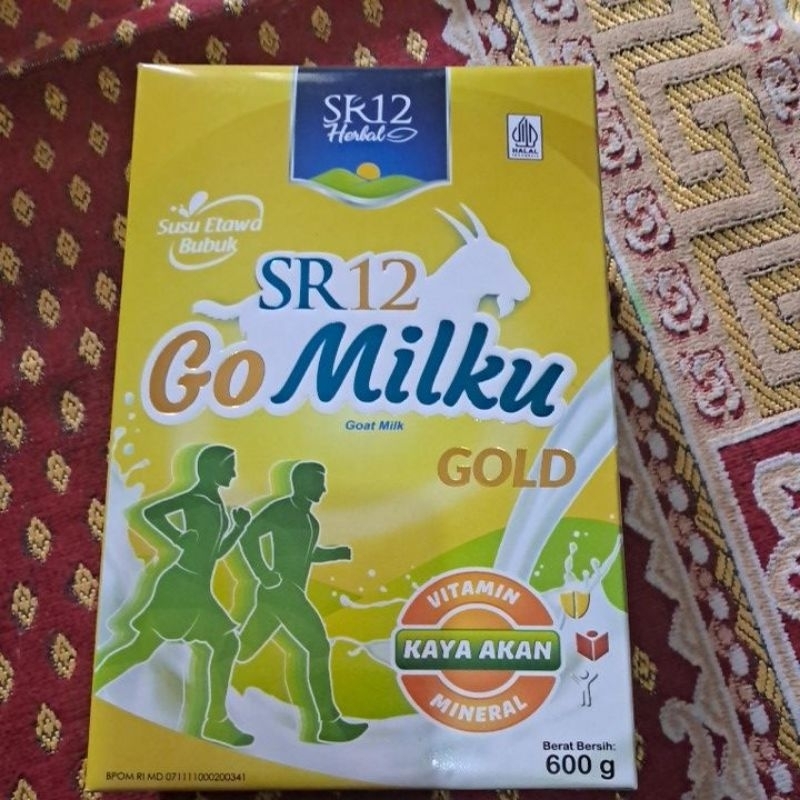 SR12
Herbal
HALAL
INDONESIA
Susu Etawa
Bubuk
SR12
Go Milku
Goat Milk
GOLD
VITAMIN
KAYA AKAN
MINERAL
Berat Bersih:
600 g
BPOM RI MD 071111000200341